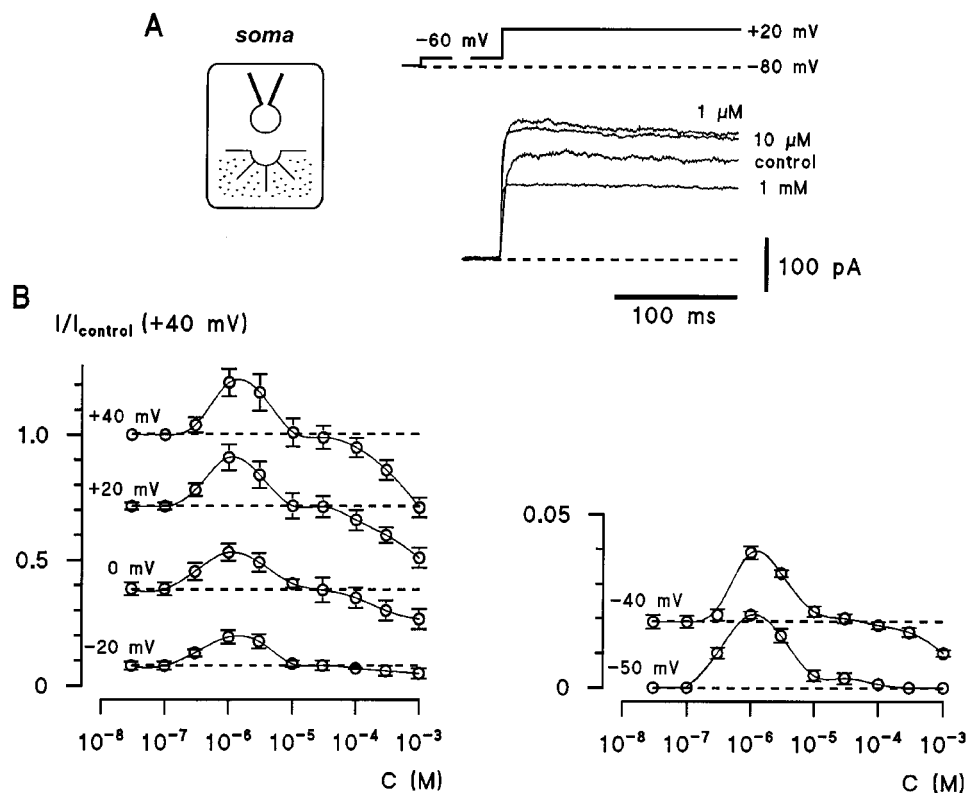 A
soma
-60 mV
+20 mV
-80 mV
1 µM
10 µM
control
1 mM
100 pA
100 ms
B
I/Icontrol (+40 mV)
+40 mV
1.0
+20 mV
0.5
0 mV
-20 mV
0
10⁻⁸ 10⁻⁷ 10⁻⁶ 10⁻⁵ 10⁻⁴ 10⁻³
C (M)
0.05
-40 mV
-50 mV
0
10⁻⁸ 10⁻⁷ 10⁻⁶ 10⁻⁵ 10⁻⁴ 10⁻³
C (M)